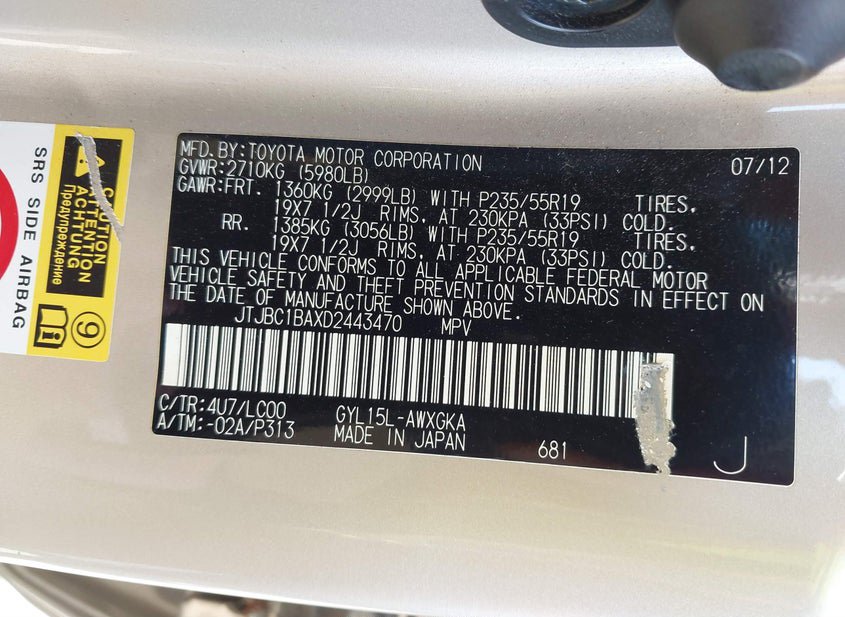 MFD.BY:TOYOTA MOTOR CORPORATION 07/12
GVWR:2710KG (5980LB)
GAWR:FRT. 1360KG (2999LB) WITH P235/55R19 TIRES,
19X7 1/2J RIMS, AT 230KPA (33PSI) COLD.
RR. 1385KG (3056LB) WITH P235/55R19 TIRES,
19X7 1/2J RIMS, AT 230KPA (33PSI) COLD.
THIS VEHICLE CONFORMS TO ALL APPLICABLE FEDERAL MOTOR
VEHICLE SAFETY AND THEFT PREVENTION STANDARDS IN EFFECT ON
THE DATE OF MANUFACTURE SHOWN ABOVE.
JTJBC1BAXD2443470 MPV
C/TR:4U7/LC00 GYL15L-AWXGKA
A/TM:-02A/P313 MADE IN JAPAN 681 J
SRS SIDE AIRBAG
CAUTION
ATTENTION
ACHTUNG
Предупреждение
9